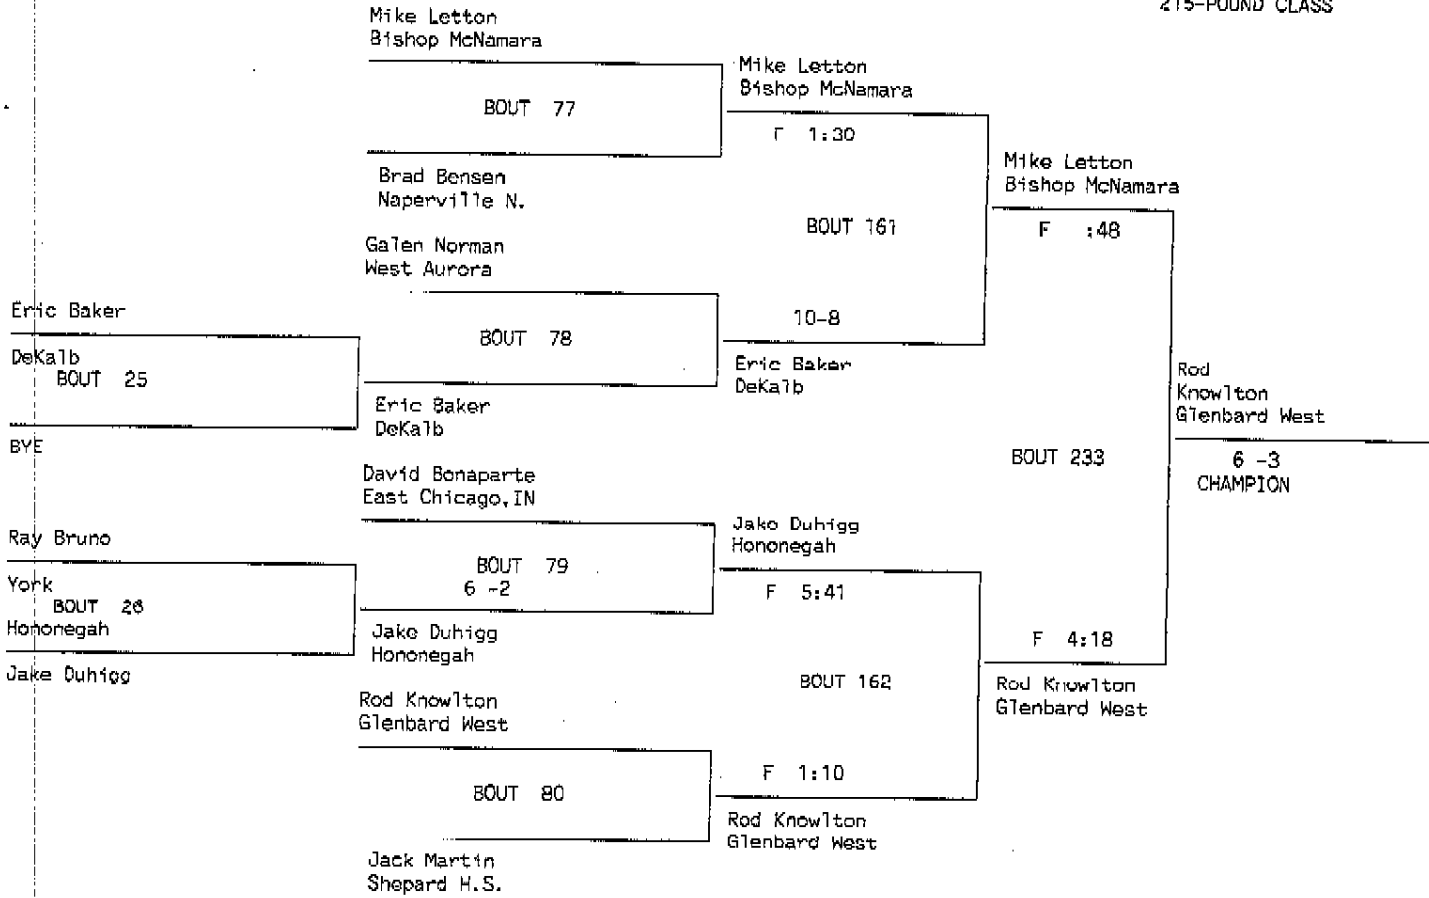 215-POUND CLASS
Mike Letton
Bishop McNamara
BOUT 77
Brad Bensen
Naperville N.
Mike Letton
Bishop McNamara
F 1:30
Galen Norman
West Aurora
BOUT 78
Eric Baker
DeKalb
BOUT 25
BYE
Eric Baker
DeKalb
BOUT 161
10-8
Eric Baker
DeKalb
Mike Letton
Bishop McNamara
F :48
David Bonaparte
East Chicago,IN
BOUT 79
6 -2
Ray Bruno
York
BOUT 26
Hononegah
Jake Duhigg
Jake Duhigg
Hononegah
Jake Duhigg
Hononegah
F 5:41
BOUT 162
Rod Knowlton
Glenbard West
BOUT 80
Jack Martin
Shepard H.S.
F 1:10
Rod Knowlton
Glenbard West
BOUT 233
F 4:18
Rod Knowlton
Glenbard West
Rod
Knowlton
Glenbard West
6 -3
CHAMPION